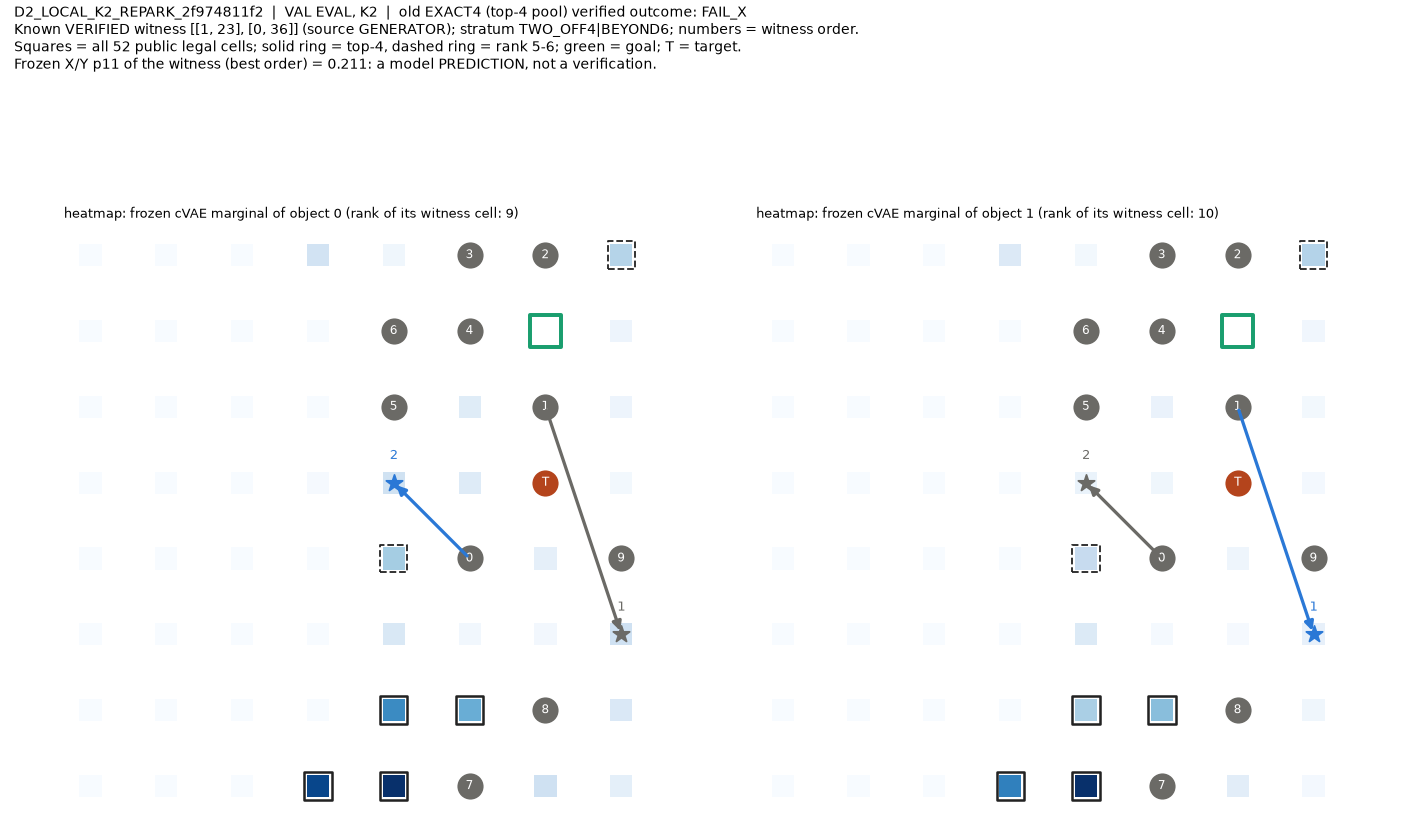 D2_LOCAL_K2_REPARK_2f974811f2  |  VAL EVAL, K2  |  old EXACT4 (top-4 pool) verified outcome: FAIL_X
Known VERIFIED witness [[1, 23], [0, 36]] (source GENERATOR); stratum TWO_OFF4|BEYOND6; numbers = witness order.
Squares = all 52 public legal cells; solid ring = top-4, dashed ring = rank 5-6; green = goal; T = target.
Frozen X/Y p11 of the witness (best order) = 0.211: a model PREDICTION, not a verification.
heatmap: frozen cVAE marginal of object 0 (rank of its witness cell: 9)
3 2
6 4
5 1
2
T
0 9
1
8
7
heatmap: frozen cVAE marginal of object 1 (rank of its witness cell: 10)
3 2
6 4
5 1
2
T
0 9
1
8
7